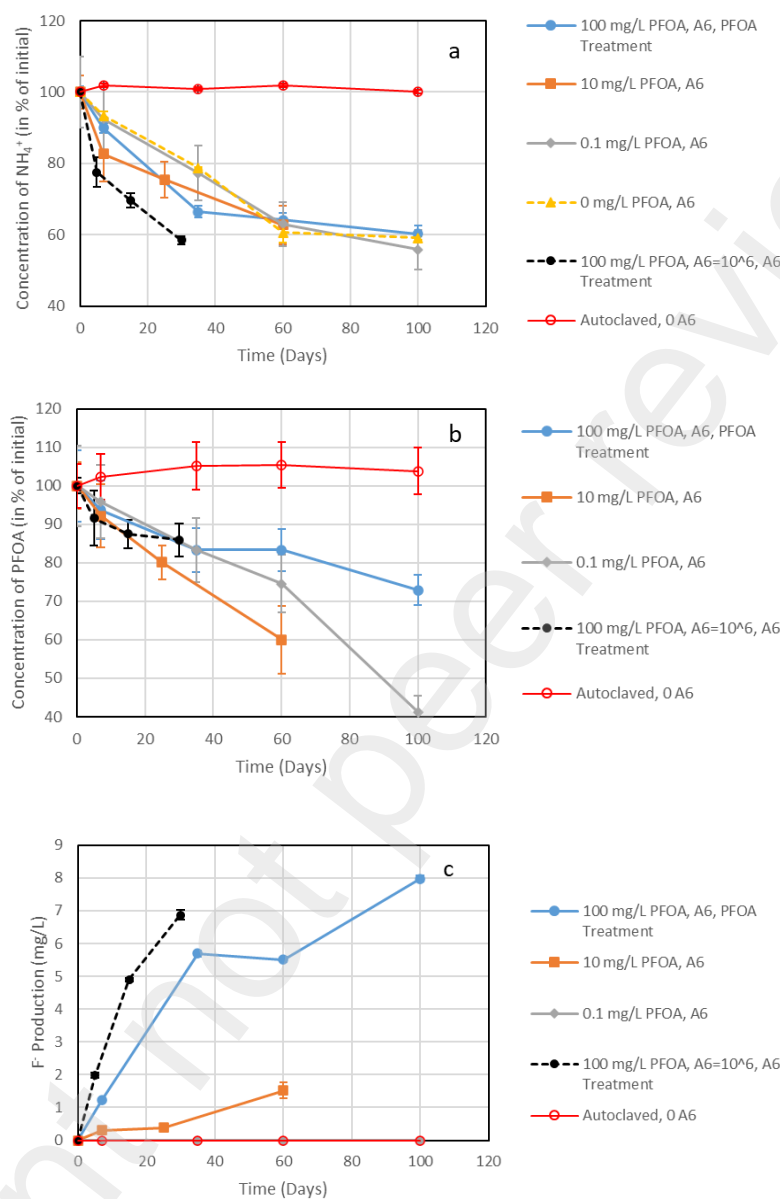 a
Concentration of NH₄⁺ (in % of initial)
120
100
80
60
40
0
20
40
60
80
100
120
Time (Days)
100 mg/L PFOA, A6, PFOA
Treatment
10 mg/L PFOA, A6
0.1 mg/L PFOA, A6
0 mg/L PFOA, A6
100 mg/L PFOA, A6=10^6, A6
Treatment
Autoclaved, 0 A6
b
Concentration of PFOA (in % of initial)
120
110
100
90
80
70
60
50
40
0
20
40
60
80
100
120
Time (Days)
100 mg/L PFOA, A6, PFOA
Treatment
10 mg/L PFOA, A6
0.1 mg/L PFOA, A6
100 mg/L PFOA, A6=10^6, A6
Treatment
Autoclaved, 0 A6
c
F⁻ Production (mg/L)
9
8
7
6
5
4
3
2
1
0
0
20
40
60
80
100
120
Time (Days)
100 mg/L PFOA, A6, PFOA
Treatment
10 mg/L PFOA, A6
0.1 mg/L PFOA, A6
100 mg/L PFOA, A6=10^6, A6
Treatment
Autoclaved, 0 A6
not peer review